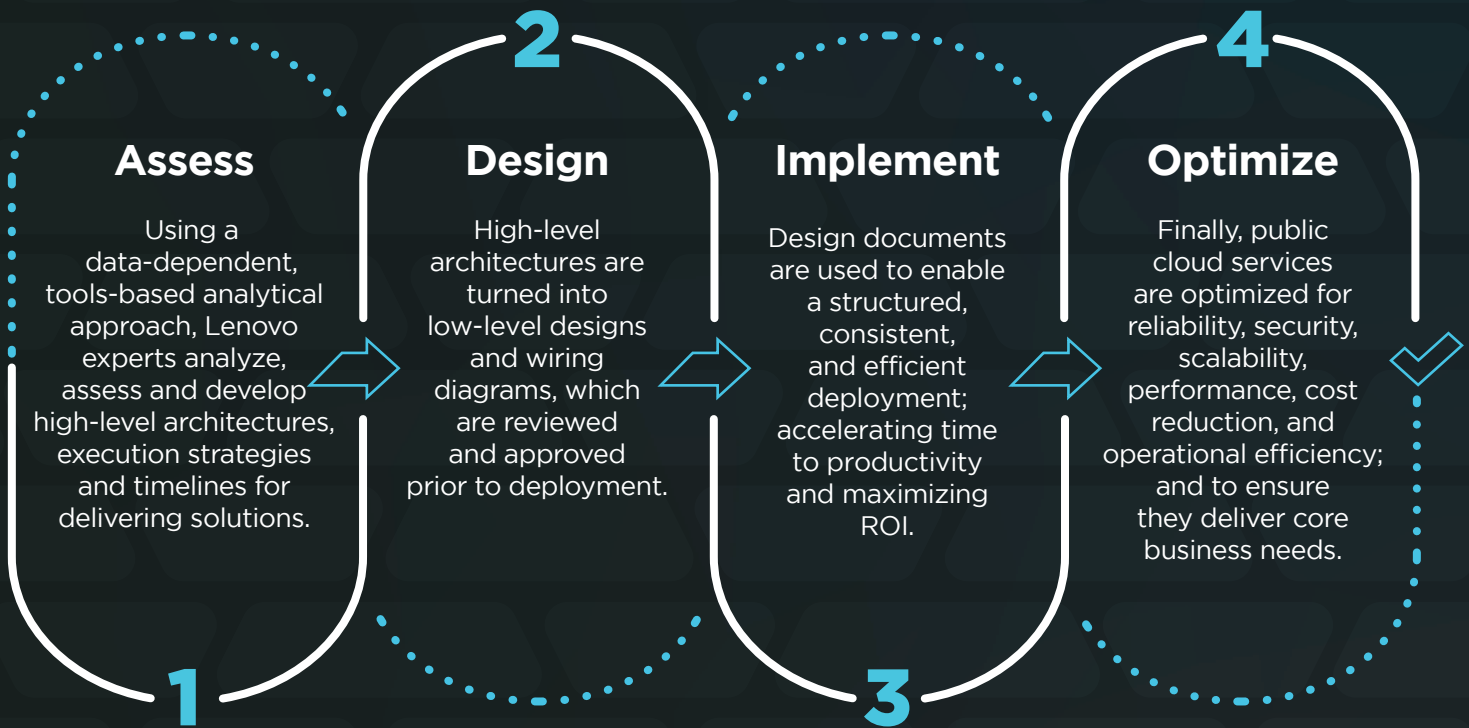 2
4
Assess
Using a
data-dependent,
tools-based analytical
approach, Lenovo
experts analyze,
assess and develop
high-level architectures,
execution strategies
and timelines for
delivering solutions.
1
Design
High-level
architectures are
turned into
low-level designs
and wiring
diagrams, which
are reviewed
and approved
prior to deployment.
Implement
Design documents
are used to enable
a structured,
consistent,
and efficient
deployment;
accelerating time
to productivity
and maximizing
ROI.
3
Optimize
Finally, public
cloud services
are optimized for
reliability, security,
scalability,
performance, cost
reduction, and
operational efficiency;
and to ensure
they deliver core
business needs.